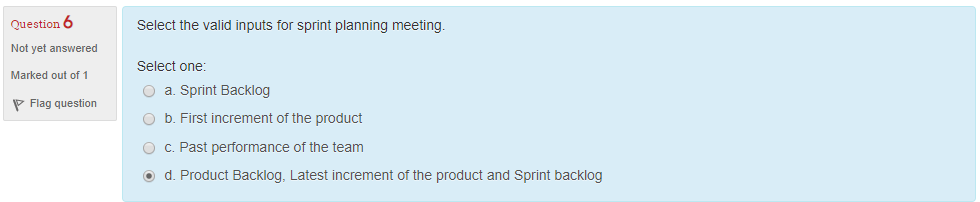 Question 6
Not yet answered
Marked out of 1
Flag question
Select the valid inputs for sprint planning meeting.
Select one:
a. Sprint Backlog
b. First increment of the product
c. Past performance of the team
d. Product Backlog, Latest increment of the product and Sprint backlog